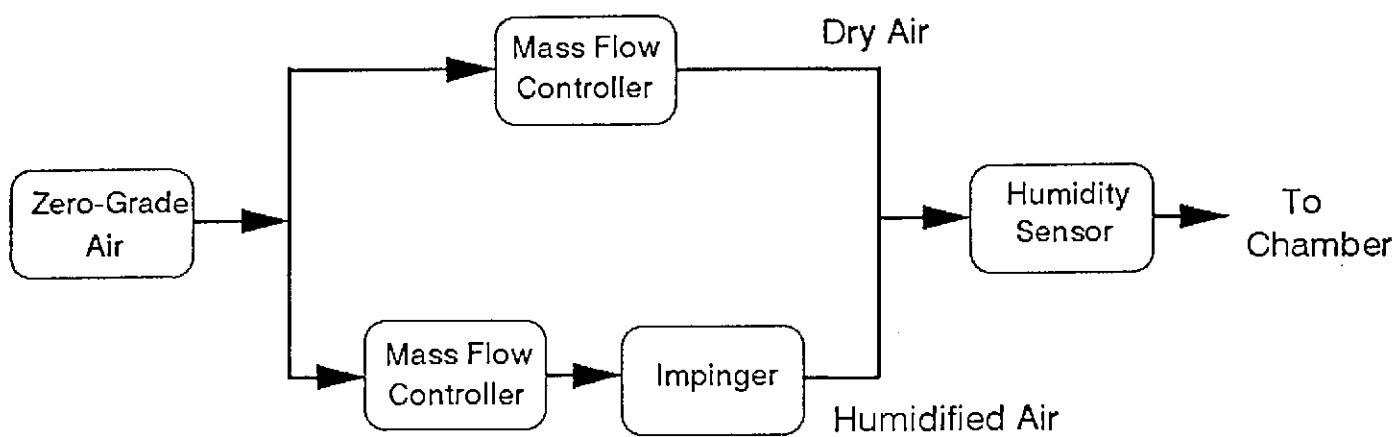 Mass Flow
Controller
Dry Air
Zero-Grade
Air
Humidity
Sensor
To
Chamber
Mass Flow
Controller
Impinger
Humidified Air